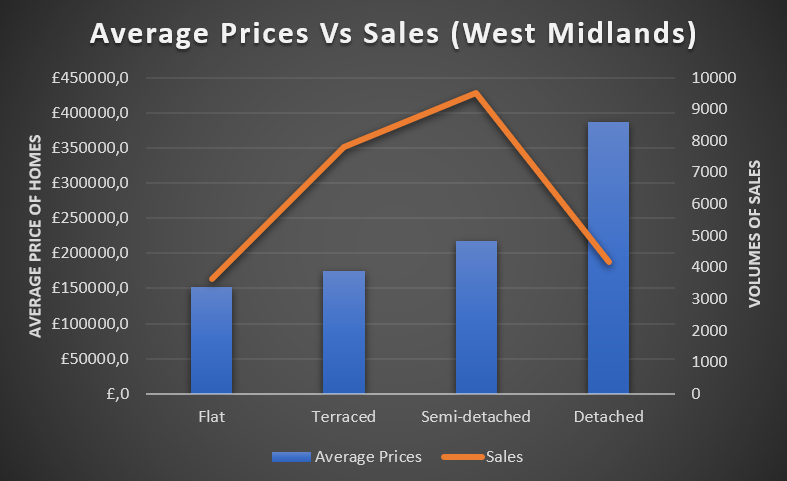 Average Prices Vs Sales (West Midlands)
£450000,0
£400000,0
£350000,0
£300000,0
£250000,0
£200000,0
£150000,0
£100000,0
£50000,0
£,0
AVERAGE PRICE OF HOMES
10000
9000
8000
7000
6000
5000
4000
3000
2000
1000
0
VOLUMES OF SALES
Flat
Terraced
Semi-detached
Detached
Average Prices
Sales